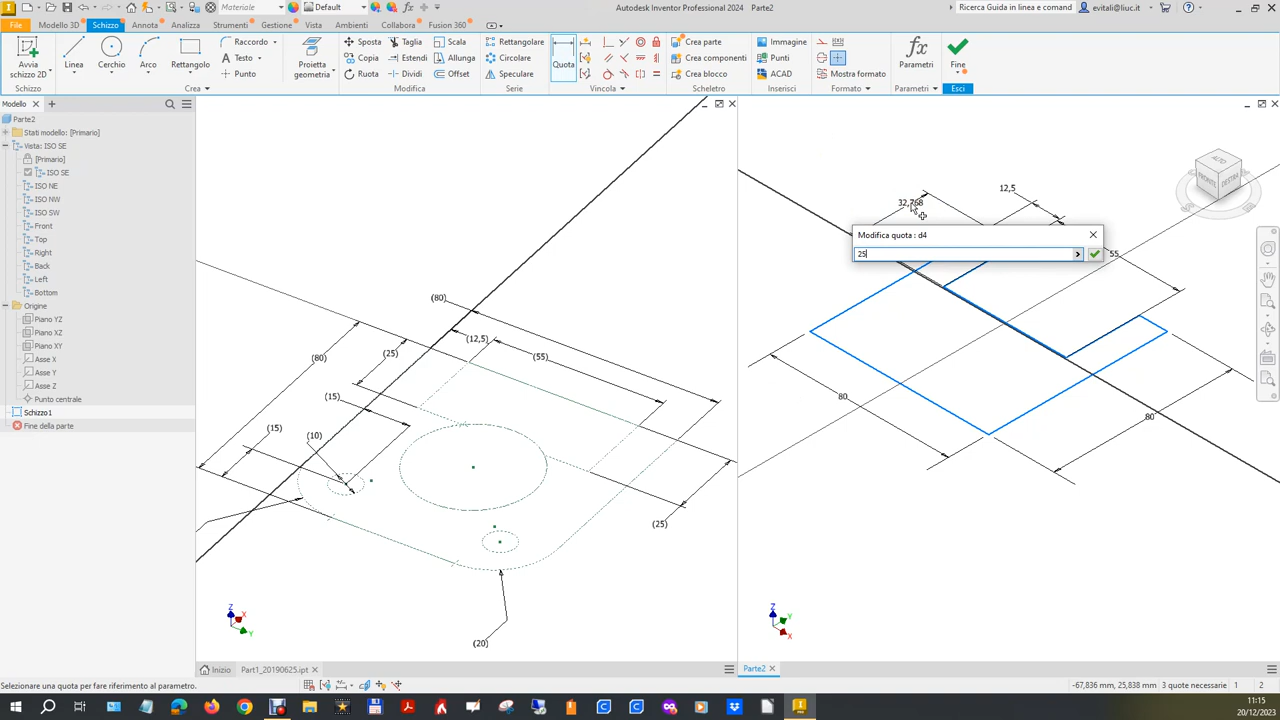 Materiale
Default
Autodesk Inventor Professional 2024   Parte2
Ricerca Guida in linea e comand
evitali@liuc.it
File
Modello 3D
Schizzo
Annota
Analizza
Strumenti
Gestione
Vista
Ambienti
Collabora
Fusion 360
Avvia
schizzo 2D
Linea
Cerchio
Arco
Rettangolo
Raccordo
Testo
Punto
Proietta
geometria
Sposta
Copia
Ruota
Taglia
Estendi
Dividi
Scala
Allunga
Offset
Rettangolare
Circolare
Speculare
Quota
Crea parte
Crea componenti
Crea blocco
Immagine
Punti
ACAD
Mostra formato
fx
Parametri
Fine
Schizzo
Crea
Modifica
Serie
Vincola
Scheletro
Inserisci
Formato
Parametri
Esci
Modello
Parte2
Stati modello: [Primario]
Vista: ISO SE
[Primario]
ISO SE
ISO NE
ISO NW
ISO SW
Front
Top
Right
Back
Left
Bottom
Origine
Piano YZ
Piano XZ
Piano XY
Asse X
Asse Y
Asse Z
Punto centrale
Schizzo1
Fine della parte
(80)
(12,5)
(55)
(25)
(80)
(15)
(15)
(10)
(25)
(20)
Z
X
Y
32,768
12,5
Modifica quota : d4
25
55
80
80
ALTO
FRONTE
DESTRA
Z
Y
X
Inizio
Part1_20190625.ipt
Parte2
Selezionare una quota per fare riferimento al parametro.
-67,836 mm, 25,838 mm
3 quote necessarie
1
2
11:15
20/12/2023